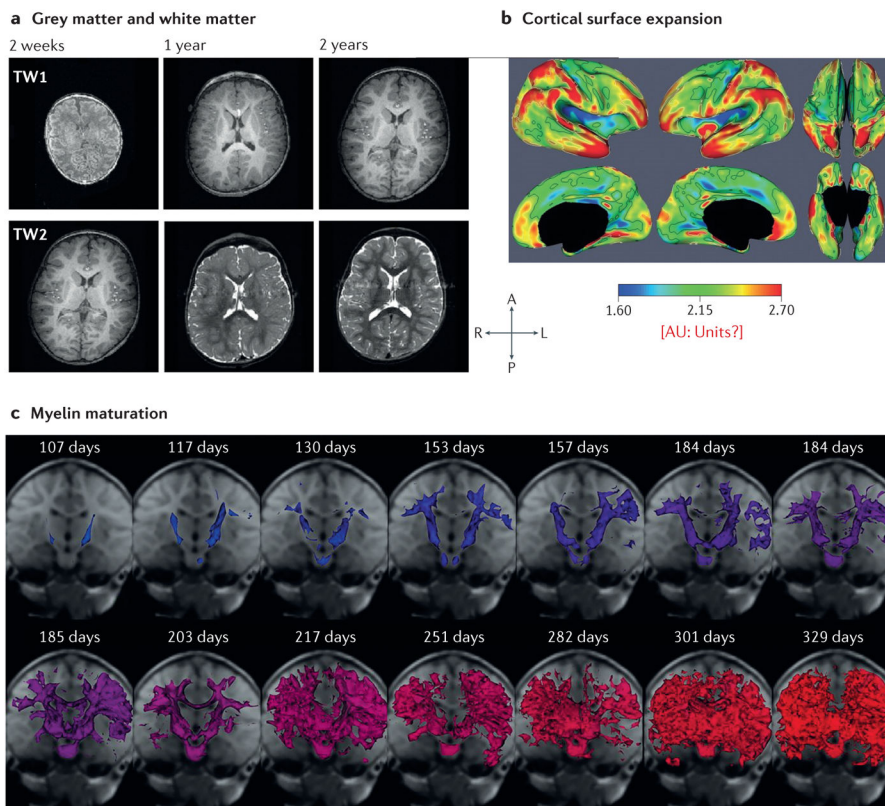 a Grey matter and white matter
2 weeks 1 year 2 years
TW1
TW2
b Cortical surface expansion
1.60 2.15 2.70
[AU: Units?]
A
R L
P
c Myelin maturation
107 days 117 days 130 days 153 days 157 days 184 days 184 days
185 days 203 days 217 days 251 days 282 days 301 days 329 days